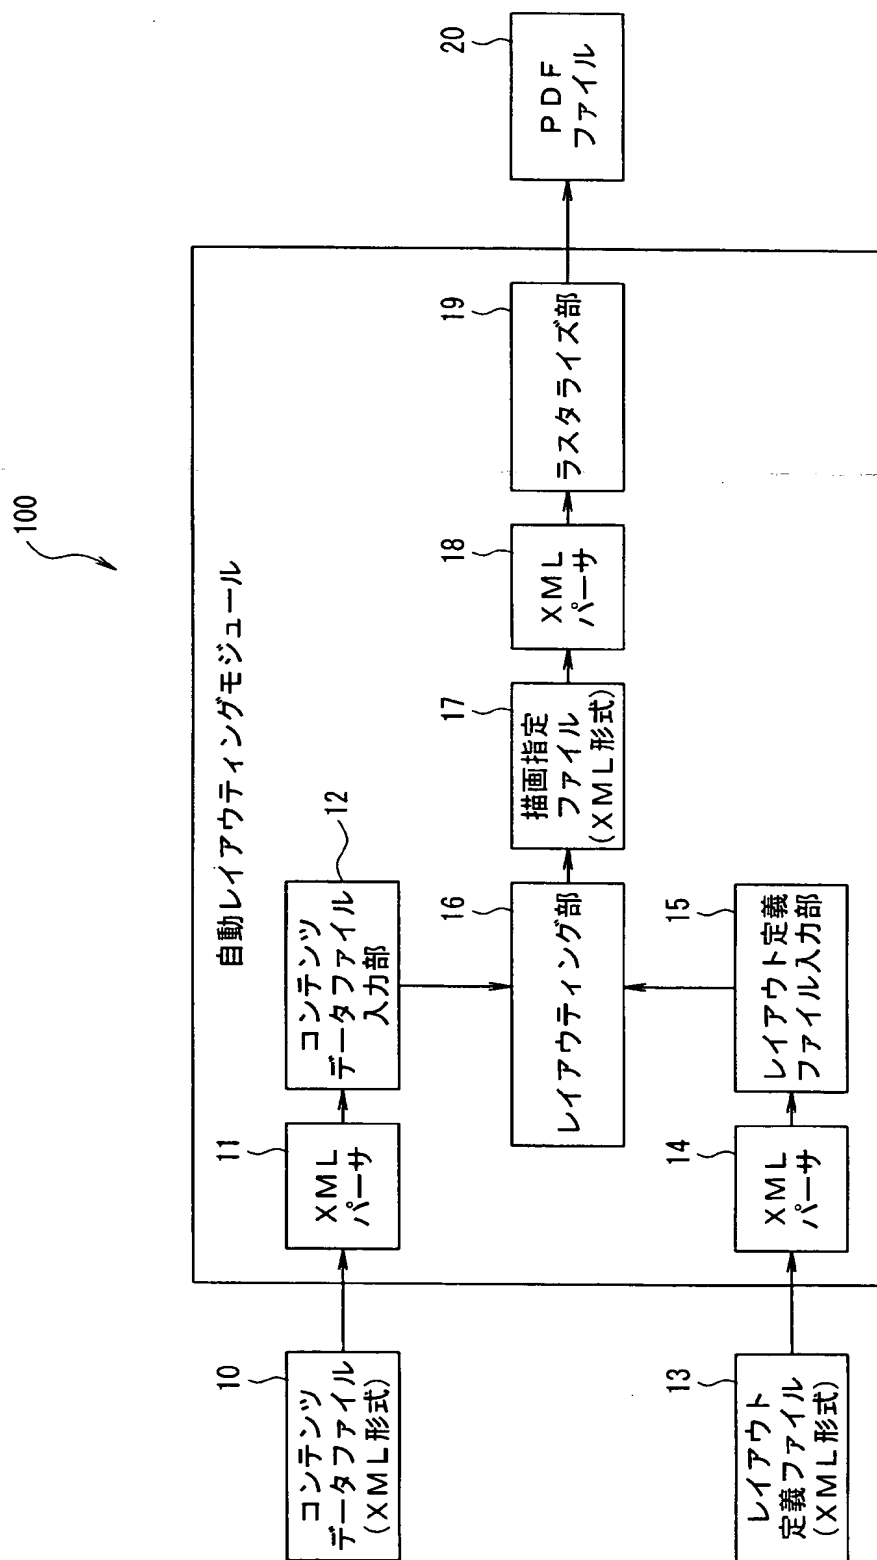 100
自動レイアウティングモジュール
10
コンテンツ
データファイル
(XML形式)
11
XML
パーサ
12
コンテンツ
データファイル
入力部
13
レイアウト
定義ファイル
(XML形式)
14
XML
パーサ
15
レイアウト定義
ファイル入力部
16
レイアウティング部
17
描画指定
ファイル
(XML形式)
18
XML
パーサ
19
ラスタライズ部
20
PDF
ファイル